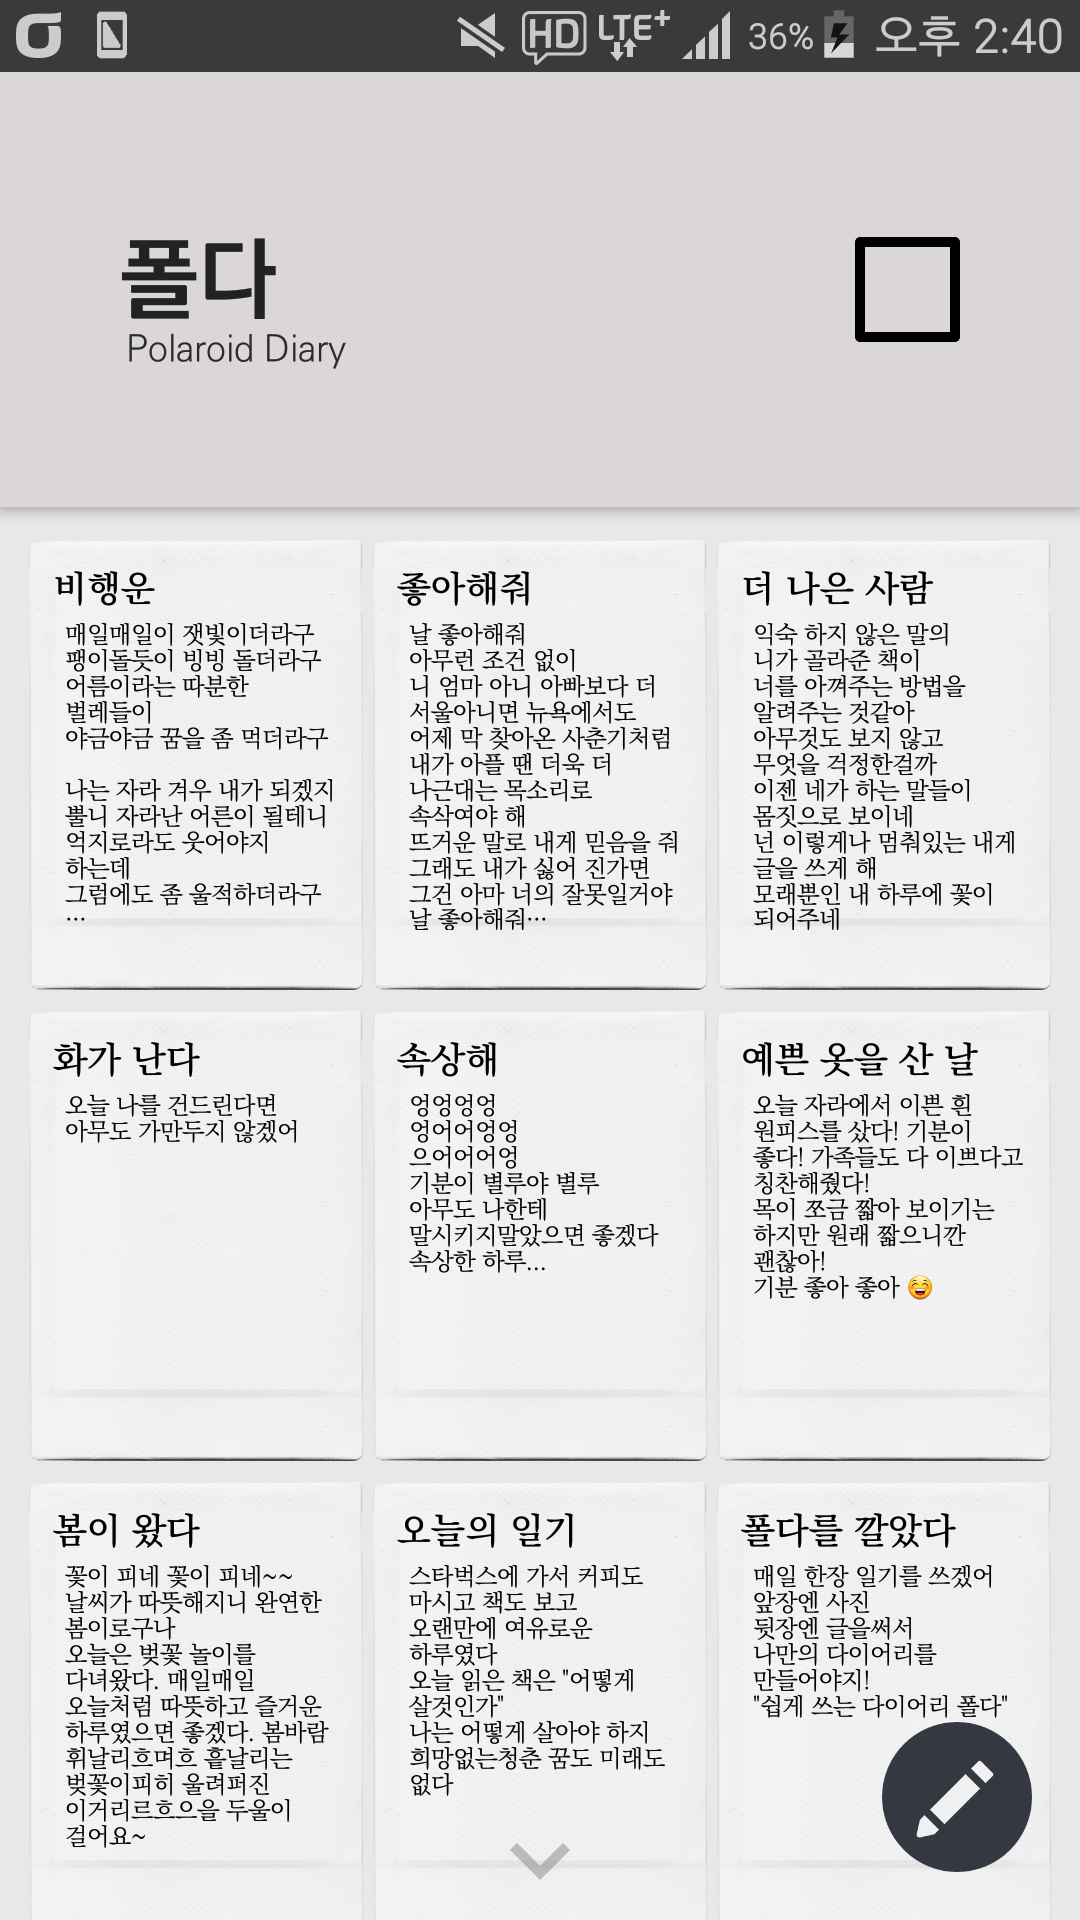 HD
LTE+
36%
오후 2:40
폴다
Polaroid Diary
비행운
매일매일이 잿빛이더라구
팽이돌듯이 빙빙 돌더라구
어름이라는 따분한
벌레들이
야금야금 꿈을 좀 먹더라구
나는 자라 겨우 내가 되겠지
뿔니 자라난 어른이 될테니
억지로라도 웃어야지
하는데
그럼에도 좀 울적하더라구
…
좋아해줘
날 좋아해줘
아무런 조건 없이
니 엄마 아니 아빠보다 더
서울아니면 뉴욕에서도
어제 막 찾아온 사춘기처럼
내가 아플 땐 더욱 더
나근대는 목소리로
속삭여야 해
뜨거운 말로 내게 믿음을 줘
그래도 내가 싫어 진가면
그건 아마 너의 잘못일거야
날 좋아해줘…
더 나은 사람
익숙 하지 않은 말의
니가 골라준 책이
너를 아껴주는 방법을
알려주는 것같아
아무것도 보지 않고
무엇을 걱정한걸까
이젠 네가 하는 말들이
몸짓으로 보이네
넌 이렇게나 멈춰있는 내게
글을 쓰게 해
모래뿐인 내 하루에 꽃이
되어주네
화가 난다
오늘 나를 건드린다면
아무도 가만두지 않겠어
속상해
엉엉엉엉
엉어어엉엉
으어어어엉
기분이 별루야 별루
아무도 나한테
말시키지말았으면 좋겠다
속상한 하루...
예쁜 옷을 산 날
오늘 자라에서 이쁜 흰
원피스를 샀다! 기분이
좋다! 가족들도 다 이쁘다고
칭찬해줬다!
목이 쪼금 짧아 보이기는
하지만 원래 짧으니깐
괜찮아!
기분 좋아 좋아 😄
봄이 왔다
꽃이 피네 꽃이 피네~~
날씨가 따뜻해지니 완연한
봄이로구나
오늘은 벚꽃 놀이를
다녀왔다. 매일매일
오늘처럼 따뜻하고 즐거운
하루였으면 좋겠다. 봄바람
휘날리흐며흐 흩날리는
벚꽃이피히 울려퍼진
이거리르흐으을 두울이
걸어요~
오늘의 일기
스타벅스에 가서 커피도
마시고 책도 보고
오랜만에 여유로운
하루였다
오늘 읽은 책은 "어떻게
살것인가"
나는 어떻게 살아야 하지
희망없는청춘 꿈도 미래도
없다
폴다를 깔았다
매일 한장 일기를 쓰겠어
앞장엔 사진
뒷장엔 글을써서
나만의 다이어리를
만들어야지!
"쉽게 쓰는 다이어리 폴다"